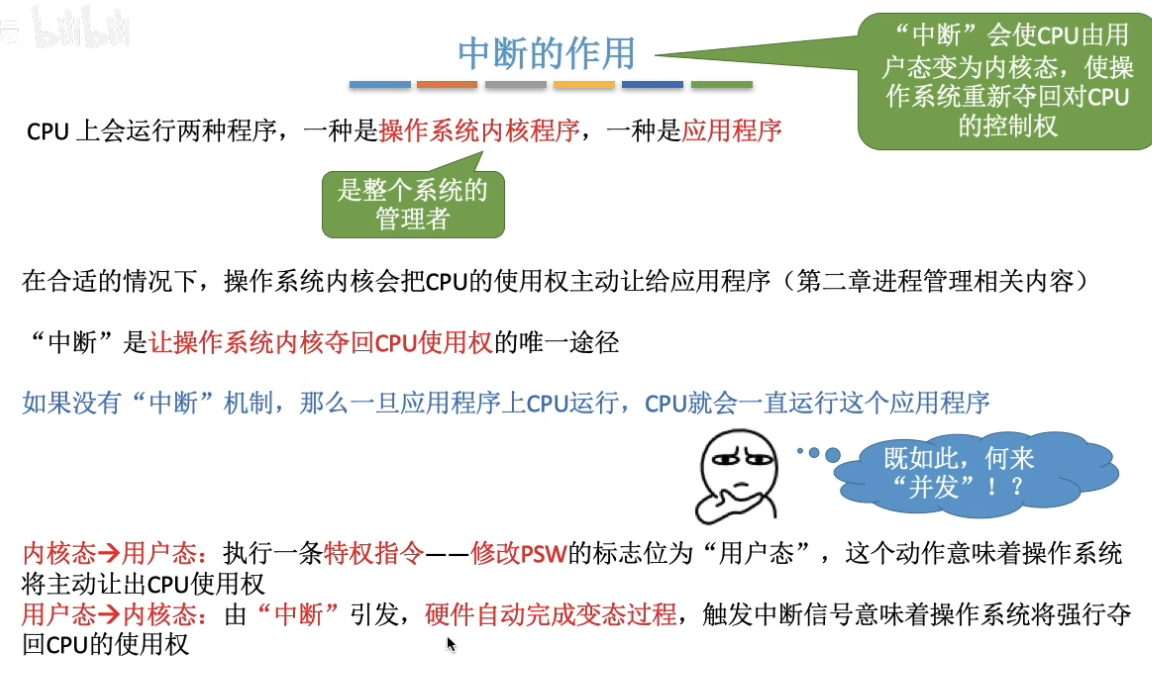 坛 bilibili
中断的作用
“中断”会使CPU由用
户态变为内核态，使操
作系统重新夺回对CPU
的控制权
CPU 上会运行两种程序，一种是操作系统内核程序，一种是应用程序
是整个系统的
管理者
在合适的情况下，操作系统内核会把CPU的使用权主动让给应用程序（第二章进程管理相关内容）
“中断”是让操作系统内核夺回CPU使用权的唯一途径
如果没有“中断”机制，那么一旦应用程序上CPU运行，CPU就会一直运行这个应用程序
既如此，何来
“并发”！？
内核态→用户态：执行一条特权指令——修改PSW的标志位为“用户态”，这个动作意味着操作系统
将主动让出CPU使用权
用户态→内核态：由“中断”引发，硬件自动完成变态过程，触发中断信号意味着操作系统将强行夺
回CPU的使用权